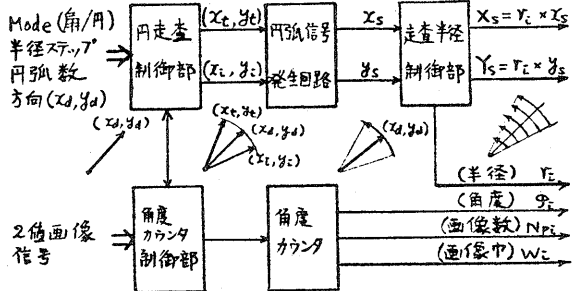 Mode(角/円)
半径ステップ
円弧数
方向(xd,yd)
円走査
制御部
(xt,yt)
(xi,yi)
円弧信号
発生回路
xs
ys
走査半径
制御部
Xs=ri×xs
Ys=ri×ys
(xd,yd)
(xt,yt)
(xd,yd)
(xi,yi)
(xd,yd)
2値画像
信号
角度
カウンタ
制御部
角度
カウンタ
(半径) ri
(角度) φi
(画像数) Npi
(画像巾) Wi